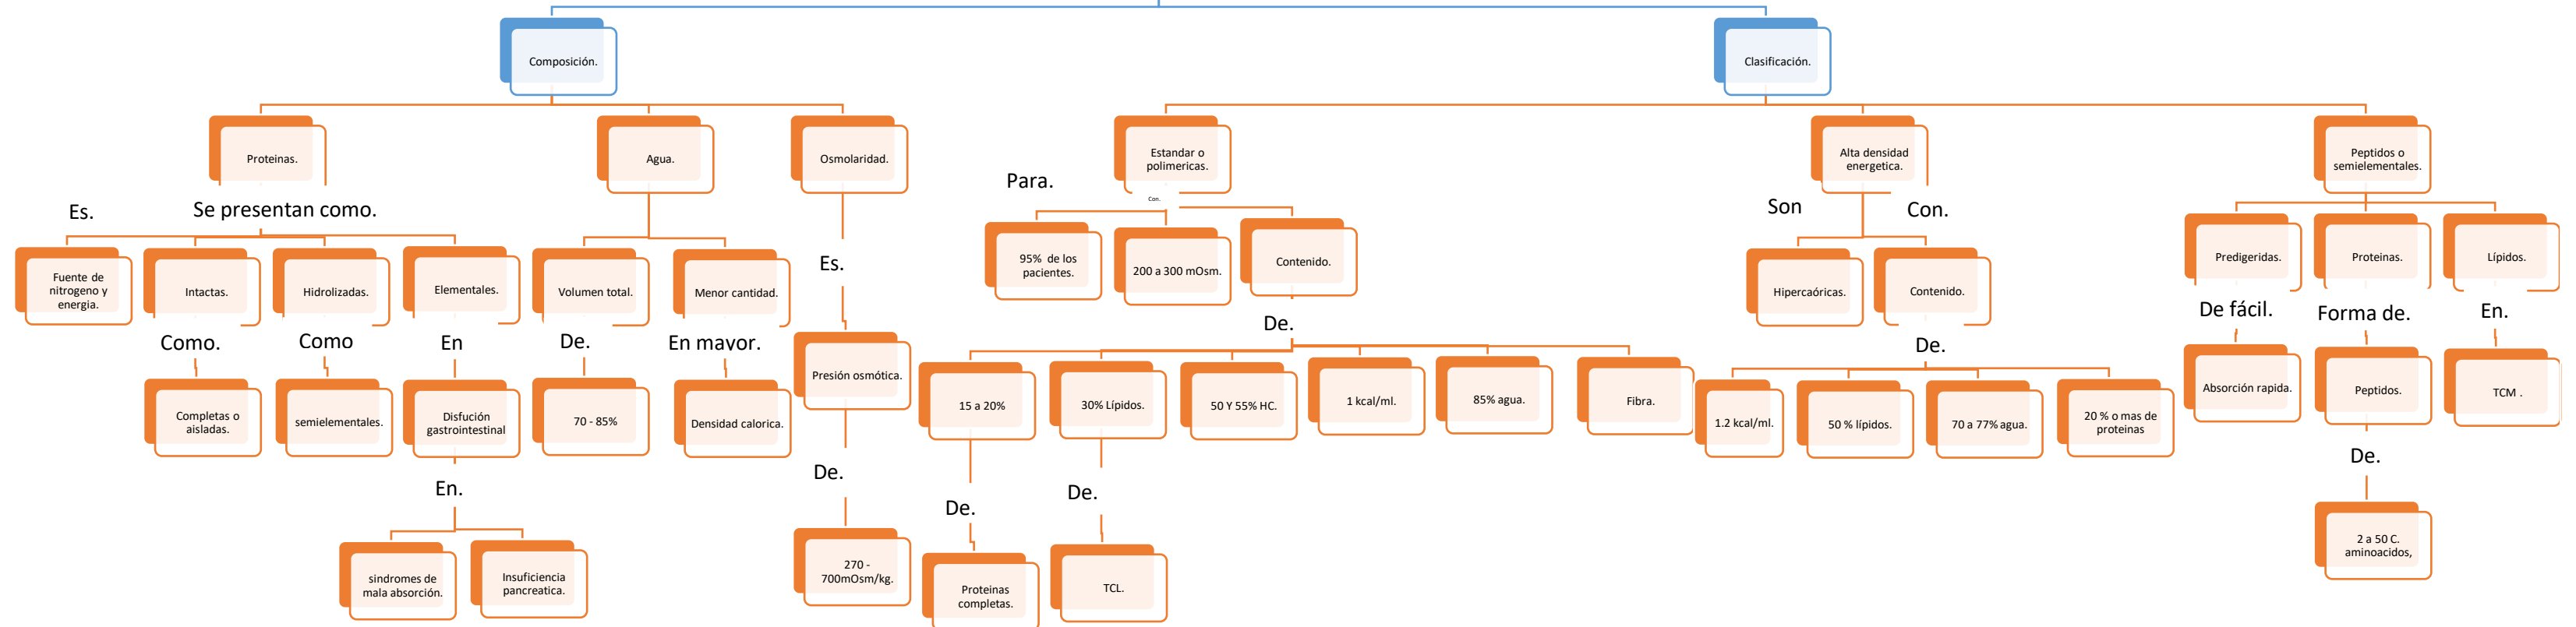 Composición.
Clasificación.
Proteinas.
Agua.
Osmolaridad.
Estandar o
polimericas.
Alta densidad
energetica.
Peptidos o
semielementales.
Es.
Se presentan como.
Para.
Con.
Son
Con.
Fuente de
nitrogeno y
energia.
Intactas.
Hidrolizadas.
Elementales.
Volumen total.
Menor cantidad.
Es.
95%  de los
pacientes.
200 a 300 mOsm.
Contenido.
Hipercaóricas.
Contenido.
Predigeridas.
Proteinas.
Lípidos.
Como.
Como
En
De.
En mavor.
De.
De.
De fácil.
Forma de.
En.
Completas o
aisladas.
semielementales.
Disfución
gastrointestinal
70 - 85%
Densidad calorica.
Presión osmótica.
15 a 20%
30% Lípidos.
50 Y 55% HC.
1 kcal/ml.
85% agua.
Fibra.
1.2 kcal/ml.
50 % lípidos.
70 a 77% agua.
20 % o mas de
proteinas
Absorción rapida.
Peptidos.
TCM .
En.
De.
De.
De.
De.
sindromes de
mala absorción.
Insuficiencia
pancreatica.
270 -
700mOsm/kg.
Proteinas
completas.
TCL.
2 a 50 C.
aminoacidos,